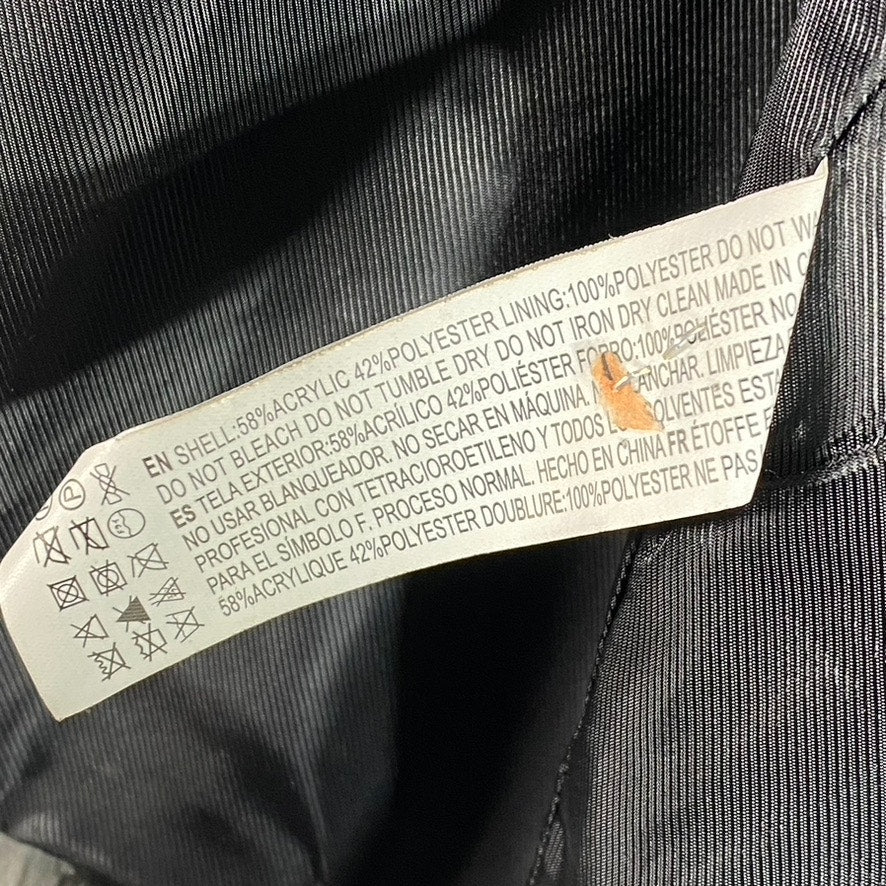 EN SHELL:58%ACRYLIC 42%POLYESTER LINING:100%POLYESTER DO NOT
DO NOT BLEACH DO NOT TUMBLE DRY DO NOT IRON DRY CLEAN MADE IN
ES TELA EXTERIOR:58%ACRÍLICO 42%POLIÉSTER FORRO:100%POLIÉSTER NO
NO USAR BLANQUEADOR. NO SECAR EN MÁQUINA. LIMPIEZA
PROFESIONAL CON TETRACIOROETILENO Y TODOS SOLVENTES
PARA EL SÍMBOLO F. PROCESO NORMAL. HECHO EN CHINA FR ÉTOFFE
58%ACRYLIQUE 42%POLYESTER DOUBLURE:100%POLYESTER NE PAS